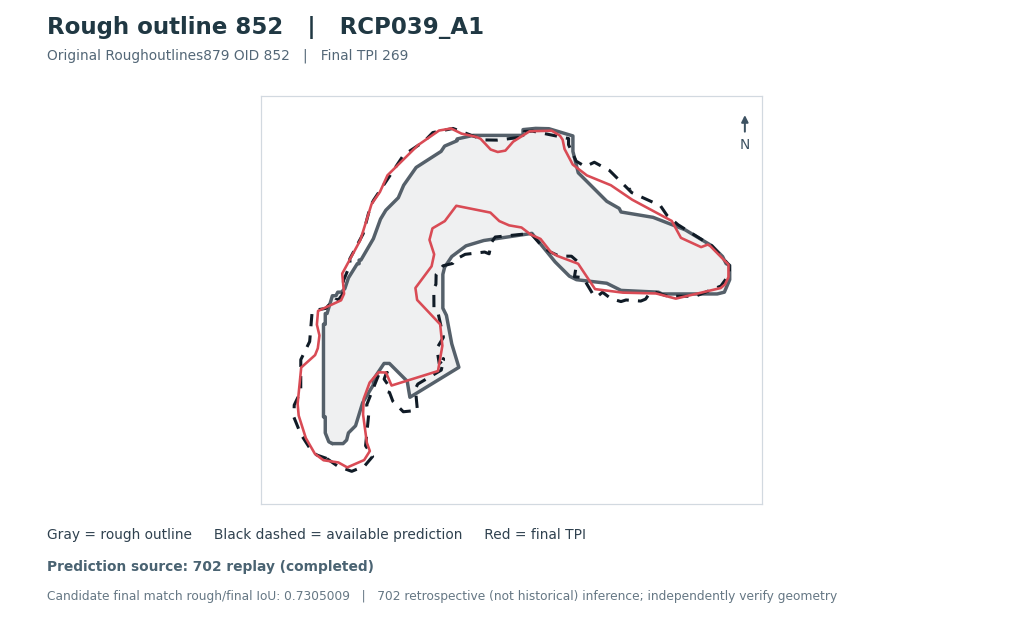 Rough outline 852   |   RCP039_A1
Original Roughoutlines879 OID 852   |   Final TPI 269
N
Gray = rough outline     Black dashed = available prediction     Red = final TPI
Prediction source: 702 replay (completed)
Candidate final match rough/final IoU: 0.7305009   |   702 retrospective (not historical) inference; independently verify geometry